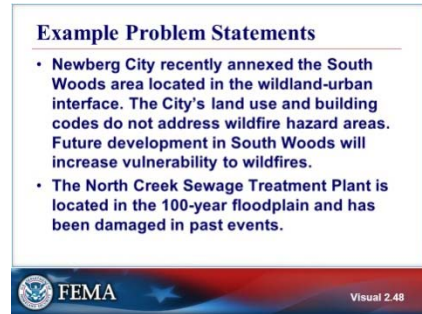 Example Problem Statements
• Newberg City recently annexed the South
Woods area located in the wildland-urban
interface. The City's land use and building
codes do not address wildfire hazard areas.
Future development in South Woods will
increase vulnerability to wildfires.
• The North Creek Sewage Treatment Plant is
located in the 100-year floodplain and has
been damaged in past events.
FEMA
Visual 2.48